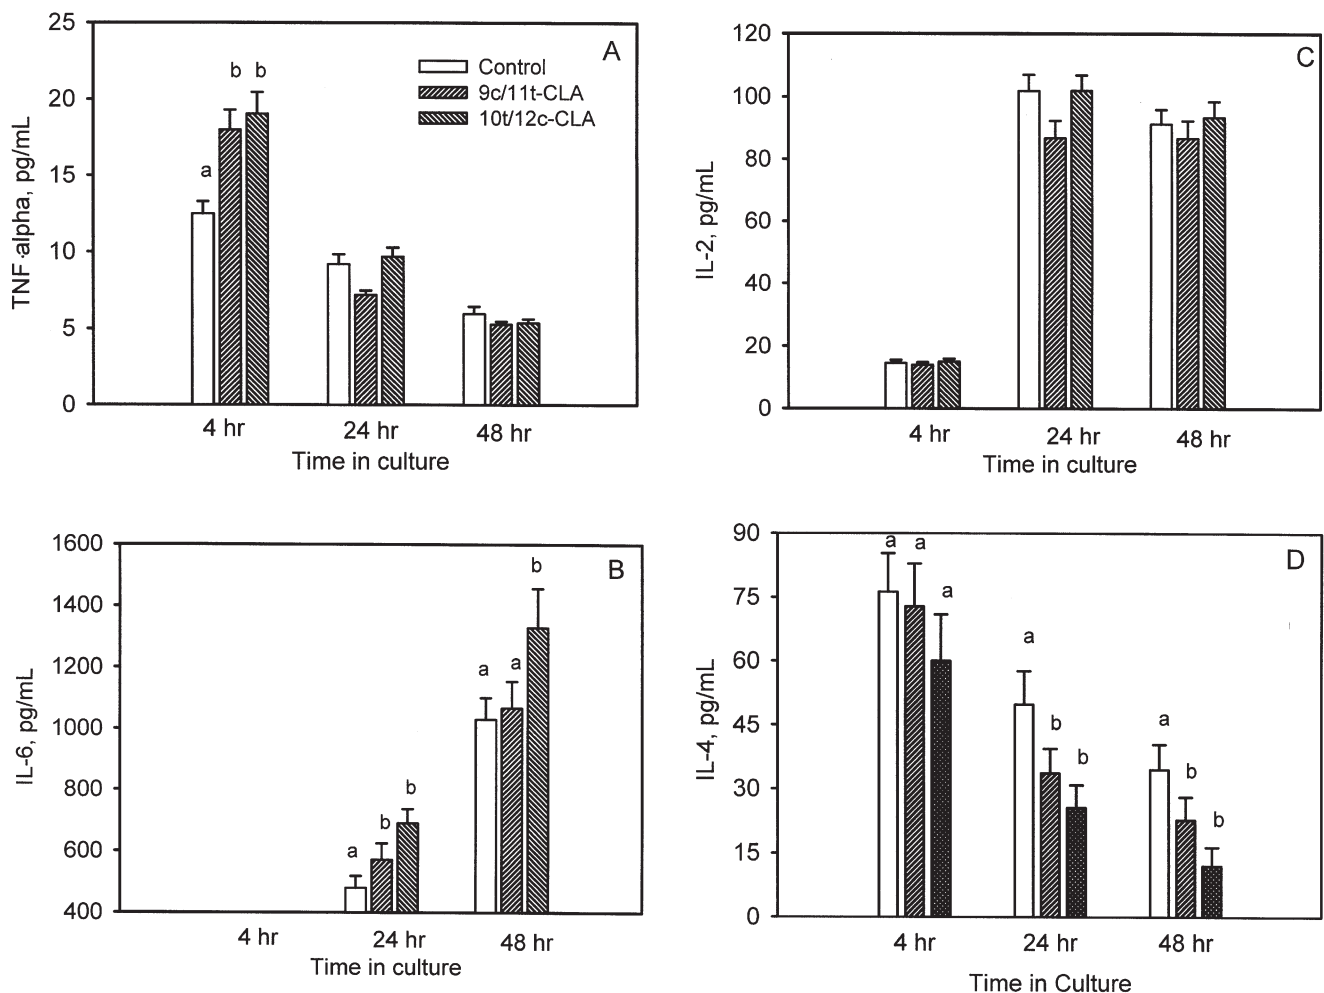 A
Control
9c/11t-CLA
10t/12c-CLA
TNF-alpha, pg/mL
25
20
15
10
5
0
b b
a
4 hr 24 hr 48 hr
Time in culture
C
IL-2, pg/mL
120
100
80
60
40
20
0
4 hr 24 hr 48 hr
Time in culture
B
IL-6, pg/mL
1600
1400
1200
1000
800
600
400
a b b
a a b
4 hr 24 hr 48 hr
Time in culture
D
IL-4, pg/mL
90
75
60
45
30
15
0
a a a
a b b
a b b
4 hr 24 hr 48 hr
Time in Culture